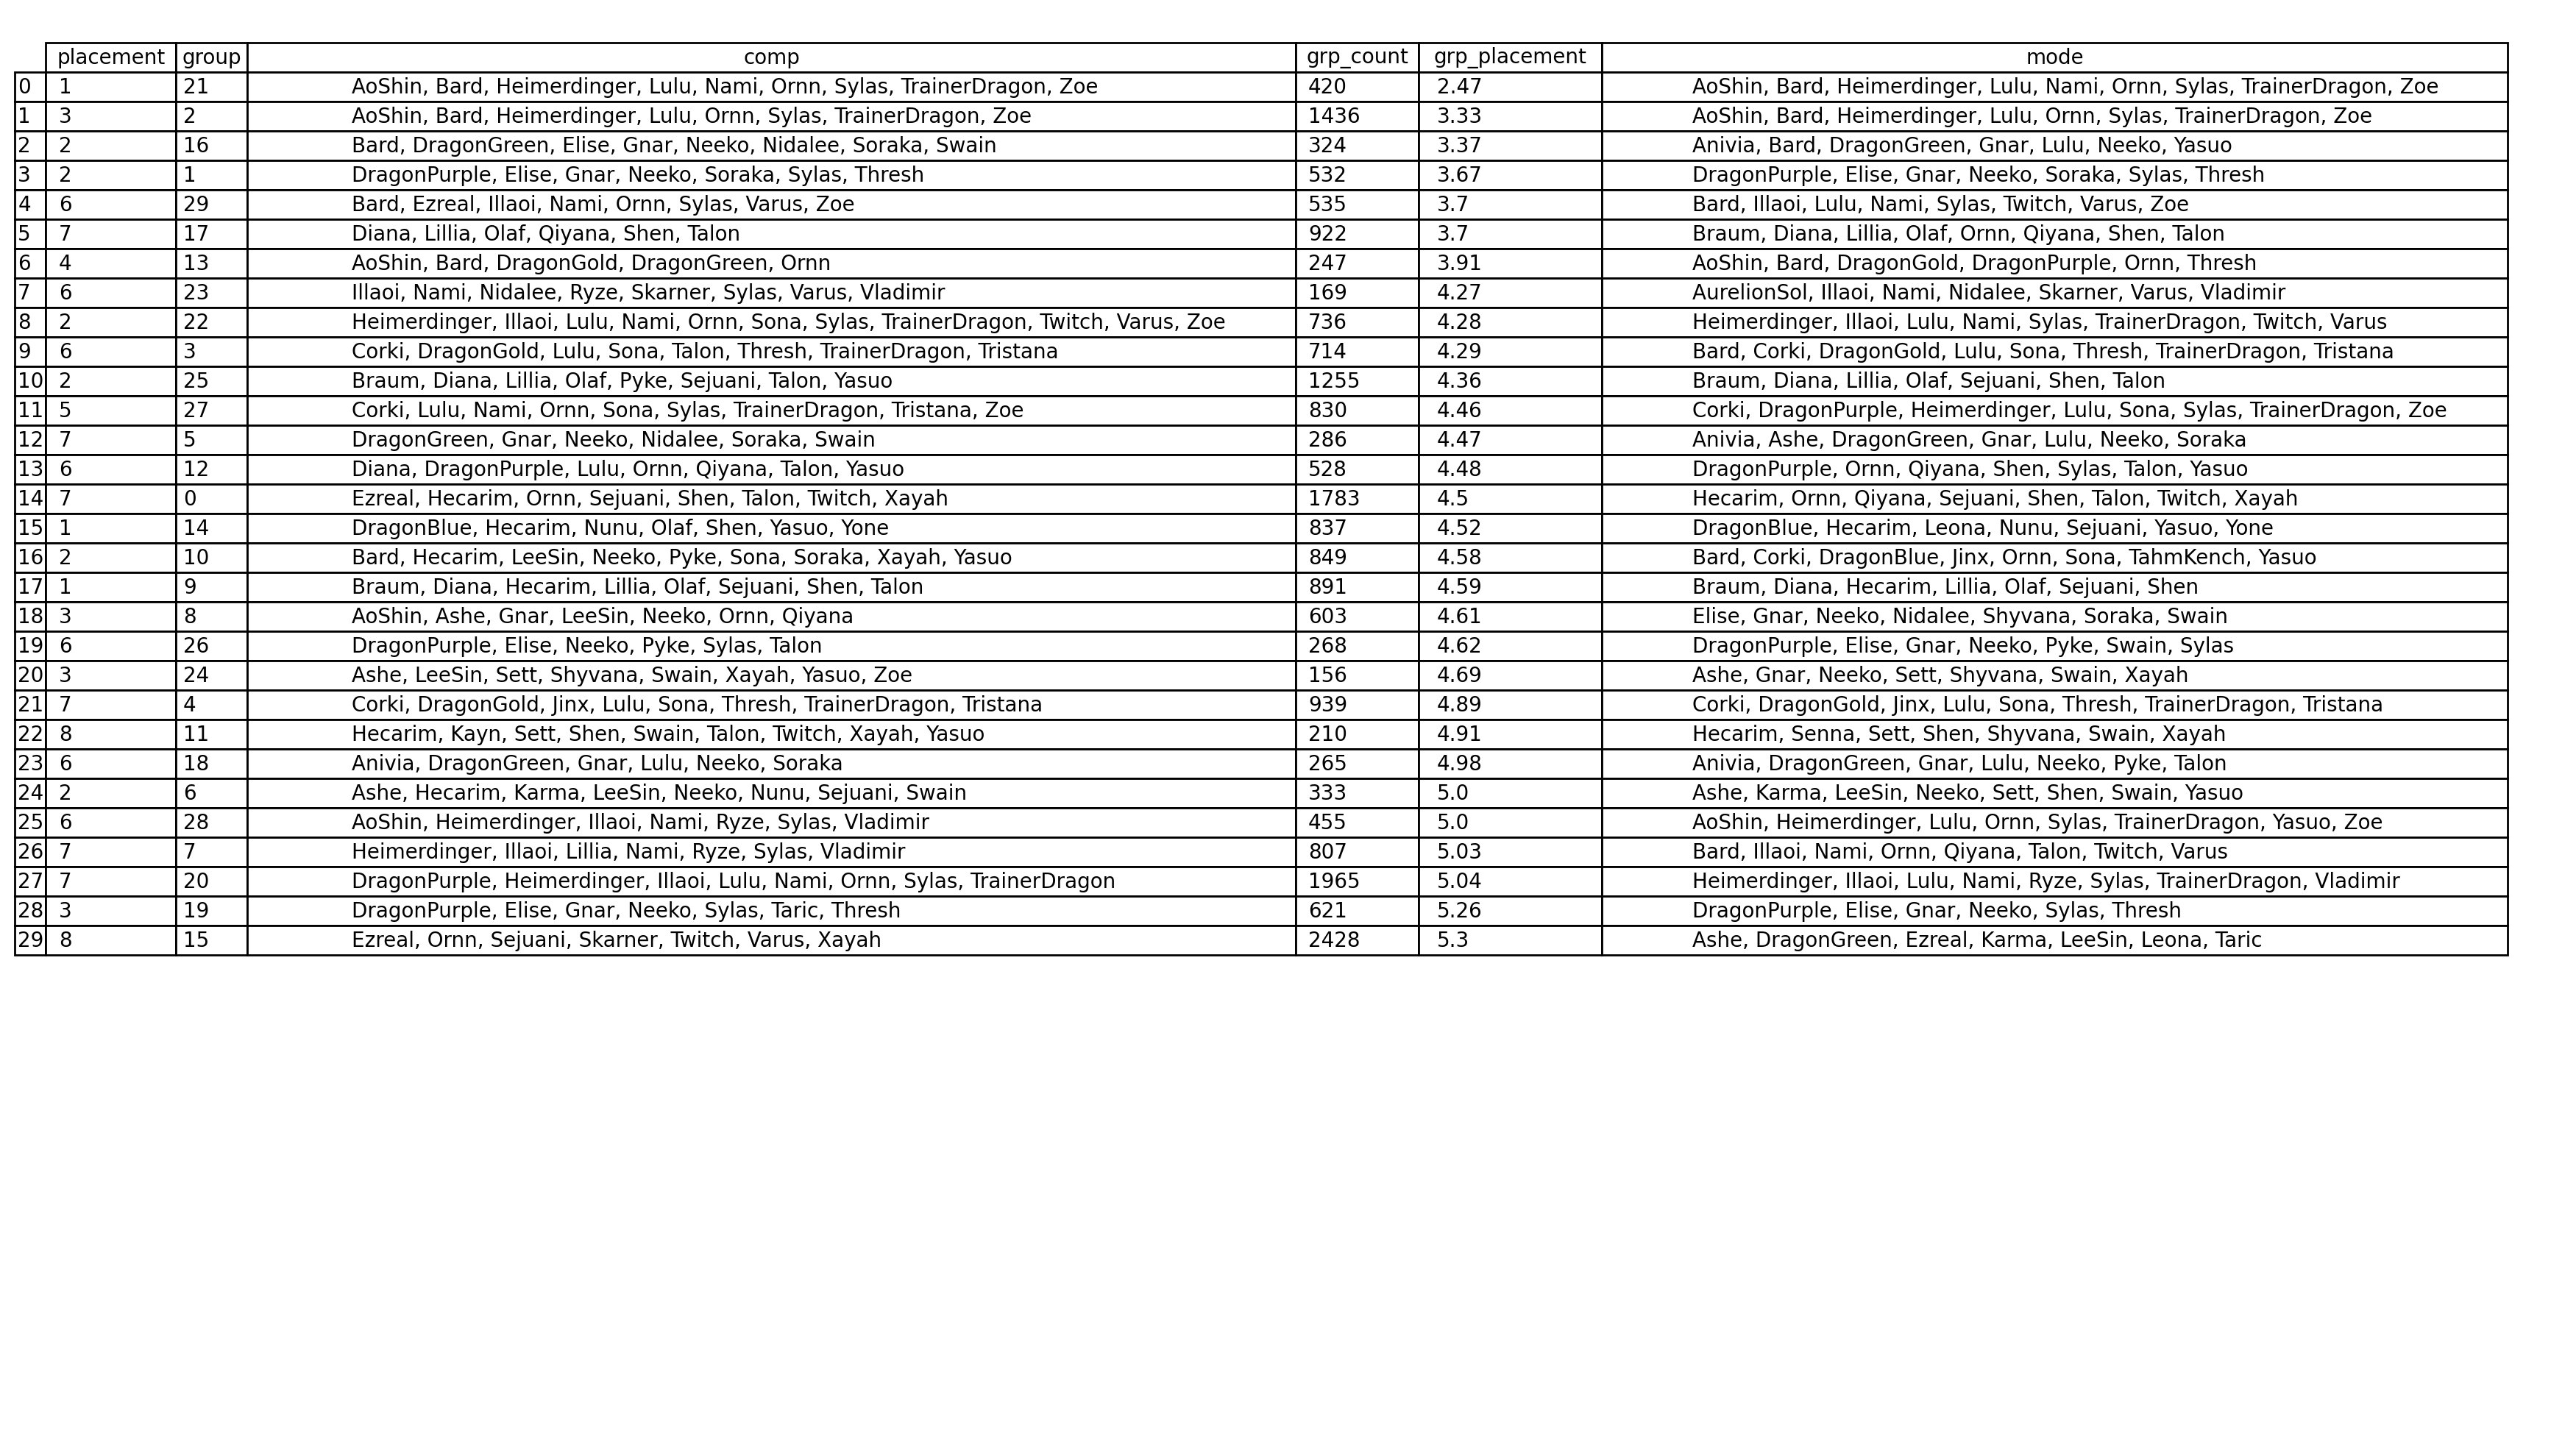 placement group comp grp_count grp_placement mode
0 1 21 AoShin, Bard, Heimerdinger, Lulu, Nami, Ornn, Sylas, TrainerDragon, Zoe 420 2.47 AoShin, Bard, Heimerdinger, Lulu, Nami, Ornn, Sylas, TrainerDragon, Zoe
1 3 2 AoShin, Bard, Heimerdinger, Lulu, Ornn, Sylas, TrainerDragon, Zoe 1436 3.33 AoShin, Bard, Heimerdinger, Lulu, Ornn, Sylas, TrainerDragon, Zoe
2 2 16 Bard, DragonGreen, Elise, Gnar, Neeko, Nidalee, Soraka, Swain 324 3.37 Anivia, Bard, DragonGreen, Gnar, Lulu, Neeko, Yasuo
3 2 1 DragonPurple, Elise, Gnar, Neeko, Soraka, Sylas, Thresh 532 3.67 DragonPurple, Elise, Gnar, Neeko, Soraka, Sylas, Thresh
4 6 29 Bard, Ezreal, Illaoi, Nami, Ornn, Sylas, Varus, Zoe 535 3.7 Bard, Illaoi, Lulu, Nami, Sylas, Twitch, Varus, Zoe
5 7 17 Diana, Lillia, Olaf, Qiyana, Shen, Talon 922 3.7 Braum, Diana, Lillia, Olaf, Ornn, Qiyana, Shen, Talon
6 4 13 AoShin, Bard, DragonGold, DragonGreen, Ornn 247 3.91 AoShin, Bard, DragonGold, DragonPurple, Ornn, Thresh
7 6 23 Illaoi, Nami, Nidalee, Ryze, Skarner, Sylas, Varus, Vladimir 169 4.27 AurelionSol, Illaoi, Nami, Nidalee, Skarner, Varus, Vladimir
8 2 22 Heimerdinger, Illaoi, Lulu, Nami, Ornn, Sona, Sylas, TrainerDragon, Twitch, Varus, Zoe 736 4.28 Heimerdinger, Illaoi, Lulu, Nami, Sylas, TrainerDragon, Twitch, Varus
9 6 3 Corki, DragonGold, Lulu, Sona, Talon, Thresh, TrainerDragon, Tristana 714 4.29 Bard, Corki, DragonGold, Lulu, Sona, Thresh, TrainerDragon, Tristana
10 2 25 Braum, Diana, Lillia, Olaf, Pyke, Sejuani, Talon, Yasuo 1255 4.36 Braum, Diana, Lillia, Olaf, Sejuani, Shen, Talon
11 5 27 Corki, Lulu, Nami, Ornn, Sona, Sylas, TrainerDragon, Tristana, Zoe 830 4.46 Corki, DragonPurple, Heimerdinger, Lulu, Sona, Sylas, TrainerDragon, Zoe
12 7 5 DragonGreen, Gnar, Neeko, Nidalee, Soraka, Swain 286 4.47 Anivia, Ashe, DragonGreen, Gnar, Lulu, Neeko, Soraka
13 6 12 Diana, DragonPurple, Lulu, Ornn, Qiyana, Talon, Yasuo 528 4.48 DragonPurple, Ornn, Qiyana, Shen, Sylas, Talon, Yasuo
14 7 0 Ezreal, Hecarim, Ornn, Sejuani, Shen, Talon, Twitch, Xayah 1783 4.5 Hecarim, Ornn, Qiyana, Sejuani, Shen, Talon, Twitch, Xayah
15 1 14 DragonBlue, Hecarim, Nunu, Olaf, Shen, Yasuo, Yone 837 4.52 DragonBlue, Hecarim, Leona, Nunu, Sejuani, Yasuo, Yone
16 2 10 Bard, Hecarim, LeeSin, Neeko, Pyke, Sona, Soraka, Xayah, Yasuo 849 4.58 Bard, Corki, DragonBlue, Jinx, Ornn, Sona, TahmKench, Yasuo
17 1 9 Braum, Diana, Hecarim, Lillia, Olaf, Sejuani, Shen, Talon 891 4.59 Braum, Diana, Hecarim, Lillia, Olaf, Sejuani, Shen
18 3 8 AoShin, Ashe, Gnar, LeeSin, Neeko, Ornn, Qiyana 603 4.61 Elise, Gnar, Neeko, Nidalee, Shyvana, Soraka, Swain
19 6 26 DragonPurple, Elise, Neeko, Pyke, Sylas, Talon 268 4.62 DragonPurple, Elise, Gnar, Neeko, Pyke, Swain, Sylas
20 3 24 Ashe, LeeSin, Sett, Shyvana, Swain, Xayah, Yasuo, Zoe 156 4.69 Ashe, Gnar, Neeko, Sett, Shyvana, Swain, Xayah
21 7 4 Corki, DragonGold, Jinx, Lulu, Sona, Thresh, TrainerDragon, Tristana 939 4.89 Corki, DragonGold, Jinx, Lulu, Sona, Thresh, TrainerDragon, Tristana
22 8 11 Hecarim, Kayn, Sett, Shen, Swain, Talon, Twitch, Xayah, Yasuo 210 4.91 Hecarim, Senna, Sett, Shen, Shyvana, Swain, Xayah
23 6 18 Anivia, DragonGreen, Gnar, Lulu, Neeko, Soraka 265 4.98 Anivia, DragonGreen, Gnar, Lulu, Neeko, Pyke, Talon
24 2 6 Ashe, Hecarim, Karma, LeeSin, Neeko, Nunu, Sejuani, Swain 333 5.0 Ashe, Karma, LeeSin, Neeko, Sett, Shen, Swain, Yasuo
25 6 28 AoShin, Heimerdinger, Illaoi, Nami, Ryze, Sylas, Vladimir 455 5.0 AoShin, Heimerdinger, Lulu, Ornn, Sylas, TrainerDragon, Yasuo, Zoe
26 7 7 Heimerdinger, Illaoi, Lillia, Nami, Ryze, Sylas, Vladimir 807 5.03 Bard, Illaoi, Nami, Ornn, Qiyana, Talon, Twitch, Varus
27 7 20 DragonPurple, Heimerdinger, Illaoi, Lulu, Nami, Ornn, Sylas, TrainerDragon 1965 5.04 Heimerdinger, Illaoi, Lulu, Nami, Ryze, Sylas, TrainerDragon, Vladimir
28 3 19 DragonPurple, Elise, Gnar, Neeko, Sylas, Taric, Thresh 621 5.26 DragonPurple, Elise, Gnar, Neeko, Sylas, Thresh
29 8 15 Ezreal, Ornn, Sejuani, Skarner, Twitch, Varus, Xayah 2428 5.3 Ashe, DragonGreen, Ezreal, Karma, LeeSin, Leona, Taric